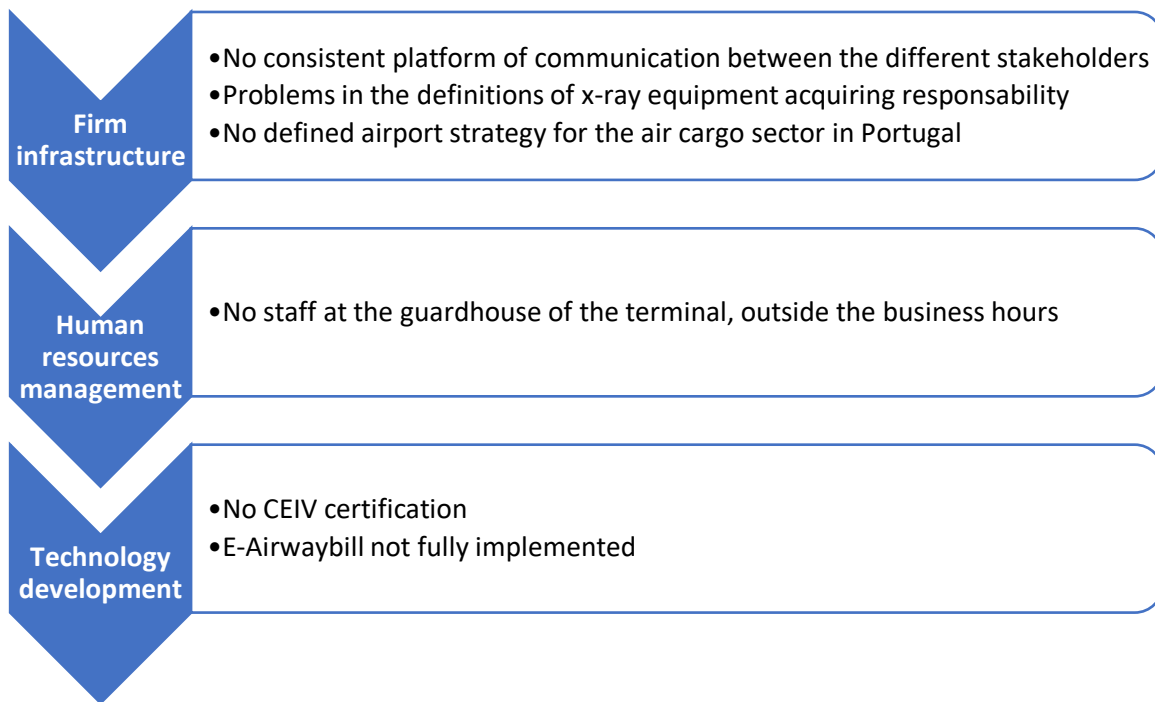 Firm
infrastructure
•No consistent platform of communication between the different stakeholders
•Problems in the definitions of x-ray equipment acquiring responsability
•No defined airport strategy for the air cargo sector in Portugal
Human
resources
management
•No staff at the guardhouse of the terminal, outside the business hours
Technology
development
•No CEIV certification
•E-Airwaybill not fully implemented